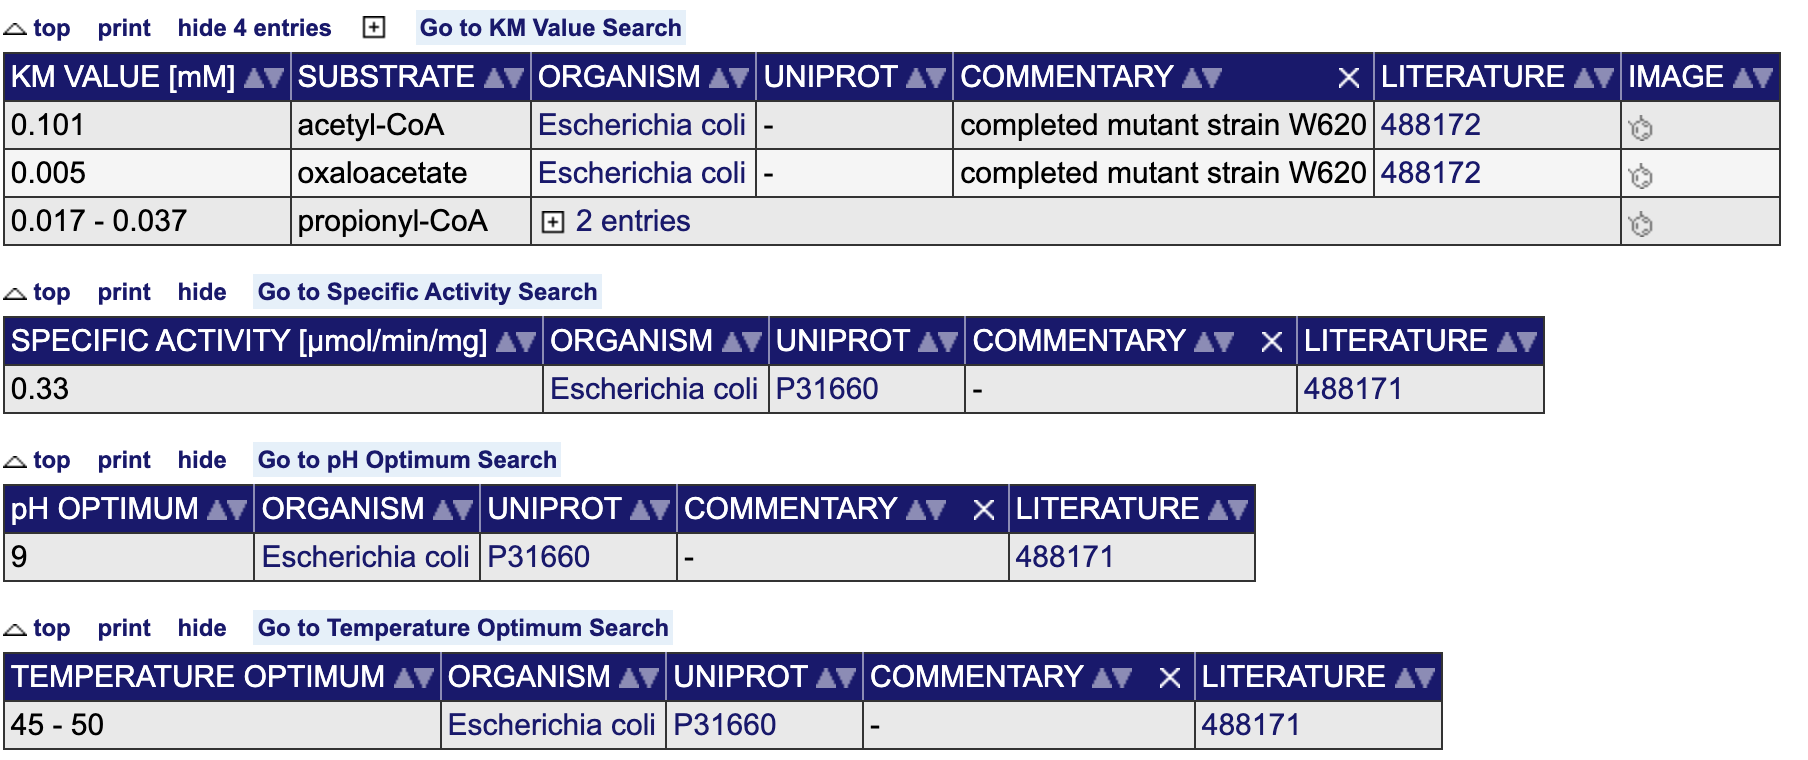 top print hide 4 entries Go to KM Value Search
KM VALUE [mM] SUBSTRATE ORGANISM UNIPROT COMMENTARY LITERATURE IMAGE
0.101 acetyl-CoA Escherichia coli - completed mutant strain W620 488172
0.005 oxaloacetate Escherichia coli - completed mutant strain W620 488172
0.017 - 0.037 propionyl-CoA 2 entries
top print hide Go to Specific Activity Search
SPECIFIC ACTIVITY [µmol/min/mg] ORGANISM UNIPROT COMMENTARY LITERATURE
0.33 Escherichia coli P31660 - 488171
top print hide Go to pH Optimum Search
pH OPTIMUM ORGANISM UNIPROT COMMENTARY LITERATURE
9 Escherichia coli P31660 - 488171
top print hide Go to Temperature Optimum Search
TEMPERATURE OPTIMUM ORGANISM UNIPROT COMMENTARY LITERATURE
45 - 50 Escherichia coli P31660 - 488171